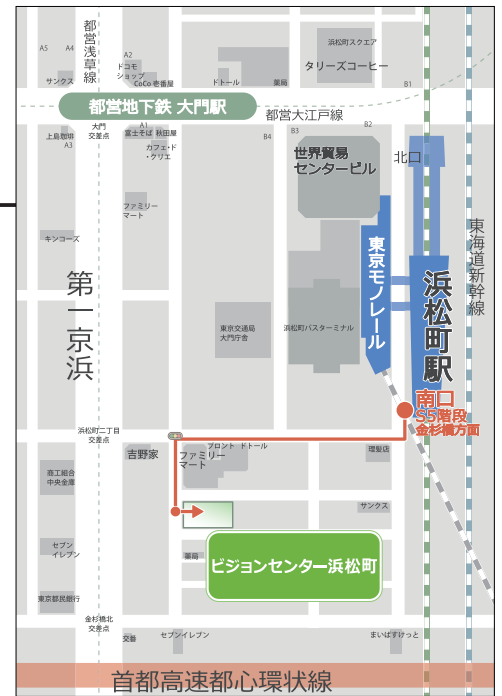 都営浅草線
A5
A4
A2
ドコモ
ショップ
サンクス
CoCo壱番屋
ドトール
薬局
浜松町スクエア
タリーズコーヒー
B1
都営地下鉄 大門駅
都営大江戸線
大門
交差点
A1
B4
B3
B2
上島珈琲
A3
富士そば
秋田屋
カフェ・ド
・クリエ
世界貿易
センタービル
北口
ファミリー
マート
キンコーズ
第一京浜
東京モノレール
浜松町駅
東海道新幹線
東京交通局
大門庁舎
浜松町バスターミナル
南口
S5階段
金杉橋方面
浜松町二丁目
交差点
吉野家
プロント
ドトール
ファミリー
マート
理髪店
商工組合
中央金庫
サンクス
セブン
イレブン
薬局
ビジョンセンター浜松町
東京都民銀行
金杉橋北
交差点
交番
セブンイレブン
まいばすけっと
首都高速都心環状線